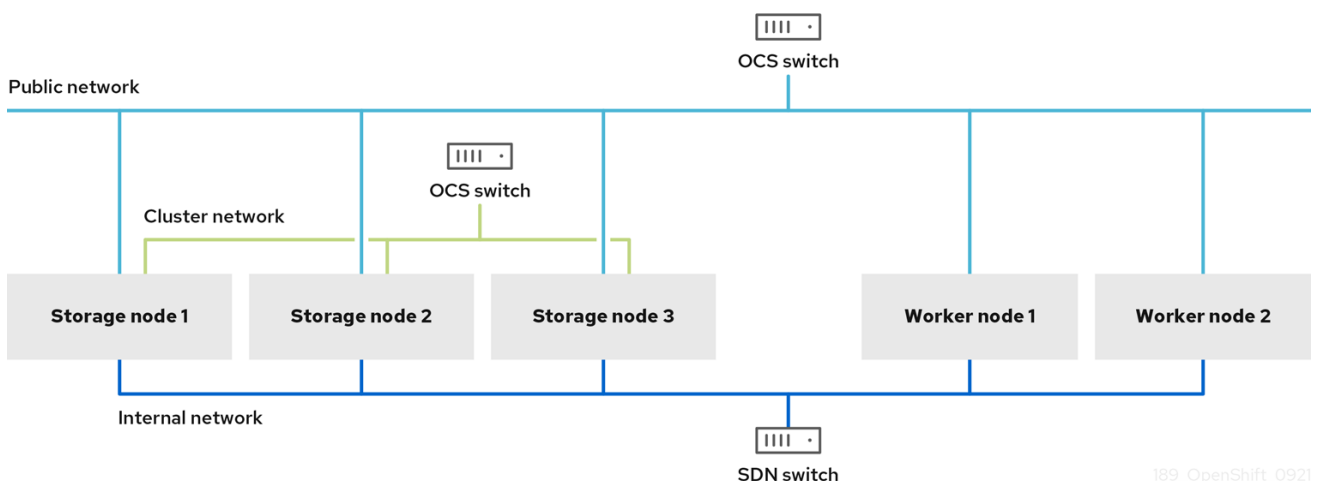 OCS switch
Public network
OCS switch
Cluster network
Storage node 1
Storage node 2
Storage node 3
Worker node 1
Worker node 2
Internal network
SDN switch
189_OpenShift_0921